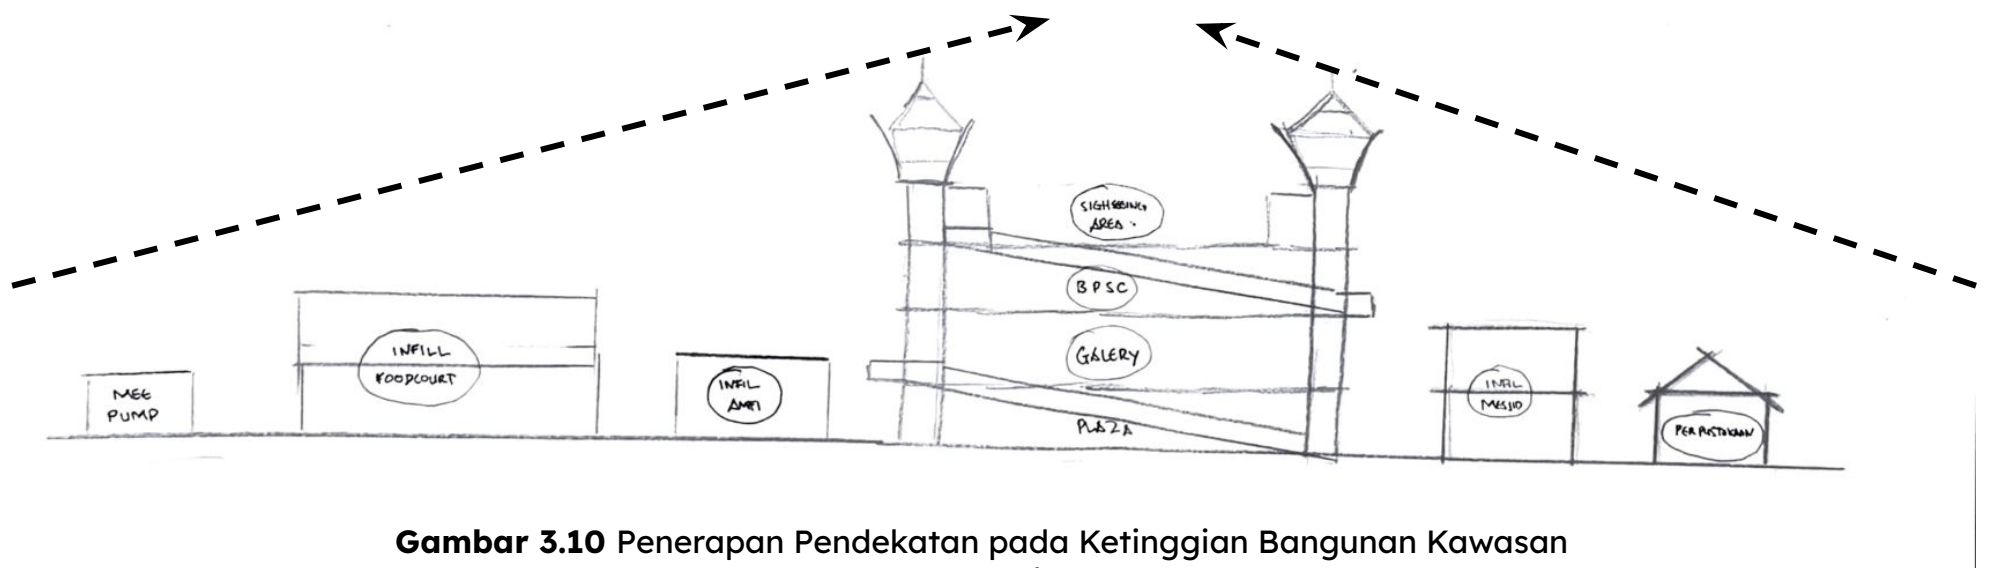 SIGHSEEING
AREA
BPSC
GALERY
PLAZA
MEE
PUMP
INFILL
FOODCOURT
INFIL
AMFI
INFIL
MESJID
PERPUSTAKAAN
Gambar 3.10 Penerapan Pendekatan pada Ketinggian Bangunan Kawasan